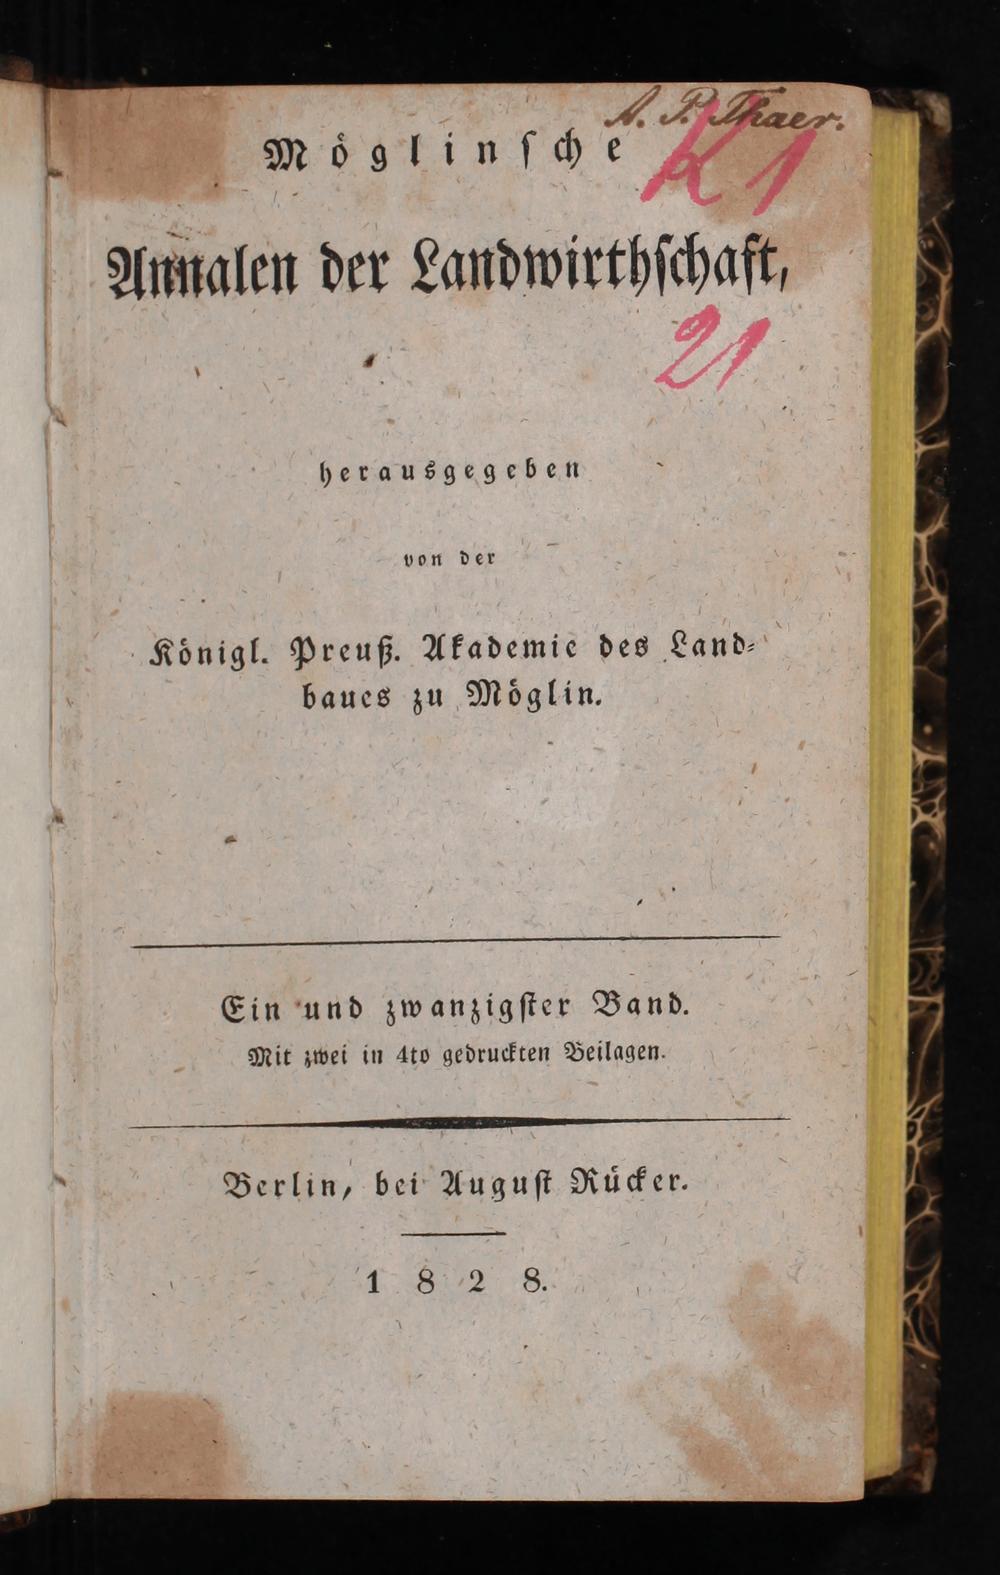 A. P. Thaer.
Möglinſche
K 1
Annalen der Landwirthſchaft,
21
herausgegeben
von der
Königl. Preuß. Akademie des Land-
baues zu Möglin.
Ein und zwanzigſter Band.
Mit zwei in 4to gedruckten Beilagen.
Berlin, bei Auguſt Rücker.
1828.